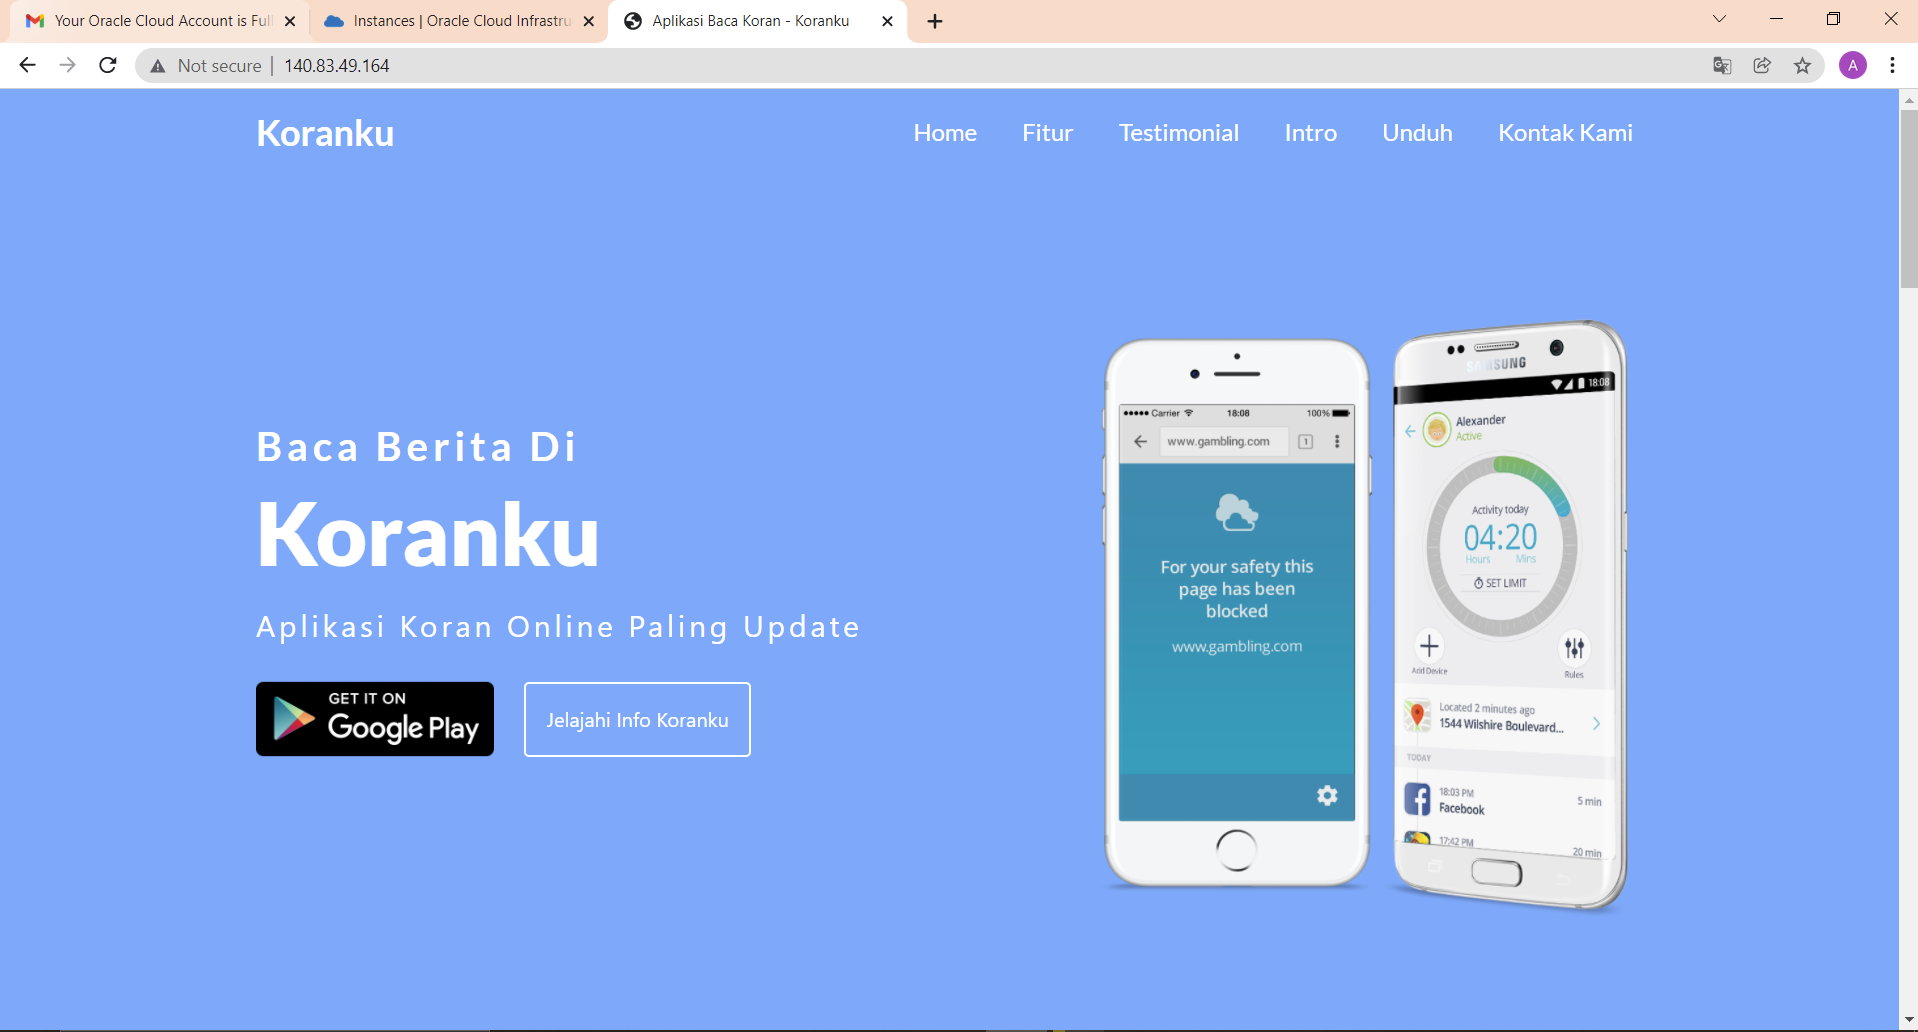 Your Oracle Cloud Account is Ful
Instances | Oracle Cloud Infrastru
Aplikasi Baca Koran - Koranku
Not secure | 140.83.49.164
A
Koranku
Home Fitur Testimonial Intro Unduh Kontak Kami
Baca Berita Di
Koranku
Aplikasi Koran Online Paling Update
GET IT ON
Google Play
Jelajahi Info Koranku
Carrier 18:08 100%
www.gambling.com 1
For your safety this
page has been
blocked
www.gambling.com
SAMSUNG
18:08
Alexander
Active
Activity today
04:20
Hours Mins
SET LIMIT
Add Device
Rules
Located 2 minutes ago
1544 Wilshire Boulevard...
TODAY
18:03 PM
Facebook
5 min
17:42 PM
20 min